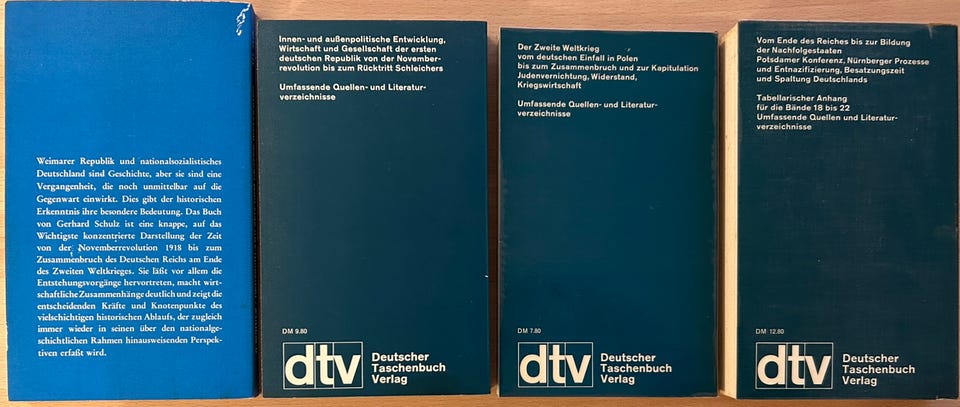 Weimarer Republik und nationalsozialistisches
Deutschland sind Geschichte, aber sie sind eine
Vergangenheit, die noch unmittelbar auf die
Gegenwart einwirkt. Dies gibt der historischen
Erkenntnis ihre besondere Bedeutung. Das Buch
von Gerhard Schulz ist eine knappe, auf das
Wichtigste konzentrierte Darstellung der Zeit
von der Novemberrevolution 1918 bis zum
Zusammenbruch des Deutschen Reichs am Ende
des Zweiten Weltkrieges. Sie läßt vor allem die
Entstehungsvorgänge hervortreten, macht wirt-
schaftliche Zusammenhänge deutlich und zeigt die
entscheidenden Kräfte und Knotenpunkte des
vielschichtigen historischen Ablaufs, der zugleich
immer wieder in seinen über den nationalge-
schichtlichen Rahmen hinausweisenden Perspek-
tiven erfaßt wird.
Innen- und außenpolitische Entwicklung,
Wirtschaft und Gesellschaft der ersten
deutschen Republik von der November-
revolution bis zum Rücktritt Schleichers
Umfassende Quellen- und Literatur-
verzeichnisse
DM 9.80
dtv
Deutscher
Taschenbuch
Verlag
Der Zweite Weltkrieg
vom deutschen Einfall in Polen
bis zum Zusammenbruch und zur Kapitulation
Judenvernichtung, Widerstand,
Kriegswirtschaft
Umfassende Quellen- und Literatur-
verzeichnisse
DM 7.80
dtv
Deutscher
Taschenbuch
Verlag
Vom Ende des Reiches bis zur Bildung
der Nachfolgestaaten
Potsdamer Konferenz, Nürnberger Prozesse
und Entnazifizierung, Besatzungszeit
und Spaltung Deutschlands
Tabellarischer Anhang
für die Bände 18 bis 22
Umfassende Quellen und Literatur-
verzeichnisse
DM 12.80
dtv
Deutscher
Taschenbuch
Verlag